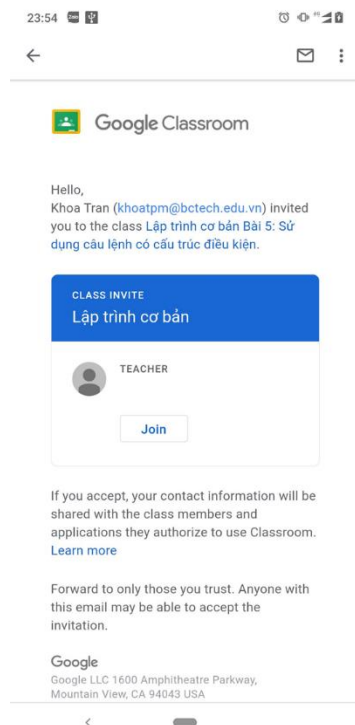 23:54
Google Classroom
Hello,
Khoa Tran (khoatpm@bctech.edu.vn) invited
you to the class Lập trình cơ bản Bài 5: Sử
dụng câu lệnh có cấu trúc điều kiện.
CLASS INVITE
Lập trình cơ bản
TEACHER
Join
If you accept, your contact information will be
shared with the class members and
applications they authorize to use Classroom.
Learn more
Forward to only those you trust. Anyone with
this email may be able to accept the
invitation.
Google
Google LLC 1600 Amphitheatre Parkway,
Mountain View, CA 94043 USA